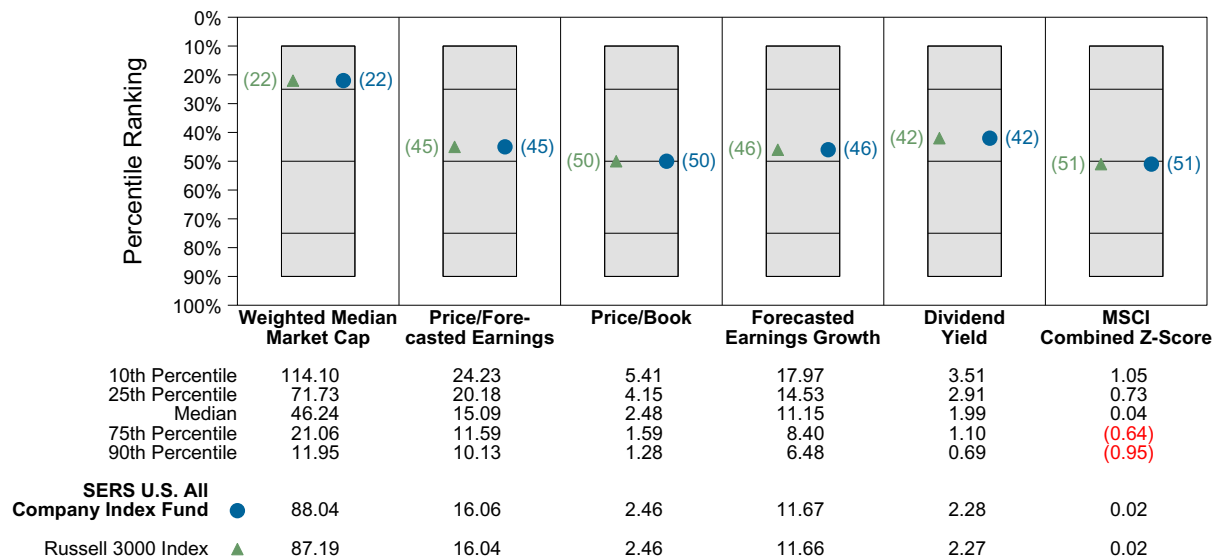 Percentile Ranking
0%
10%
20%
30%
40%
50%
60%
70%
80%
90%
100%
(22) (22)
(45) (45)
(50) (50)
(46) (46)
(42) (42)
(51) (51)
Weighted Median Market Cap
Price/Fore-casted Earnings
Price/Book
Forecasted Earnings Growth
Dividend Yield
MSCI Combined Z-Score
10th Percentile 114.10 24.23 5.41 17.97 3.51 1.05
25th Percentile 71.73 20.18 4.15 14.53 2.91 0.73
Median 46.24 15.09 2.48 11.15 1.99 0.04
75th Percentile 21.06 11.59 1.59 8.40 1.10 (0.64)
90th Percentile 11.95 10.13 1.28 6.48 0.69 (0.95)
SERS U.S. All
Company Index Fund 88.04 16.06 2.46 11.67 2.28 0.02
Russell 3000 Index 87.19 16.04 2.46 11.66 2.27 0.02